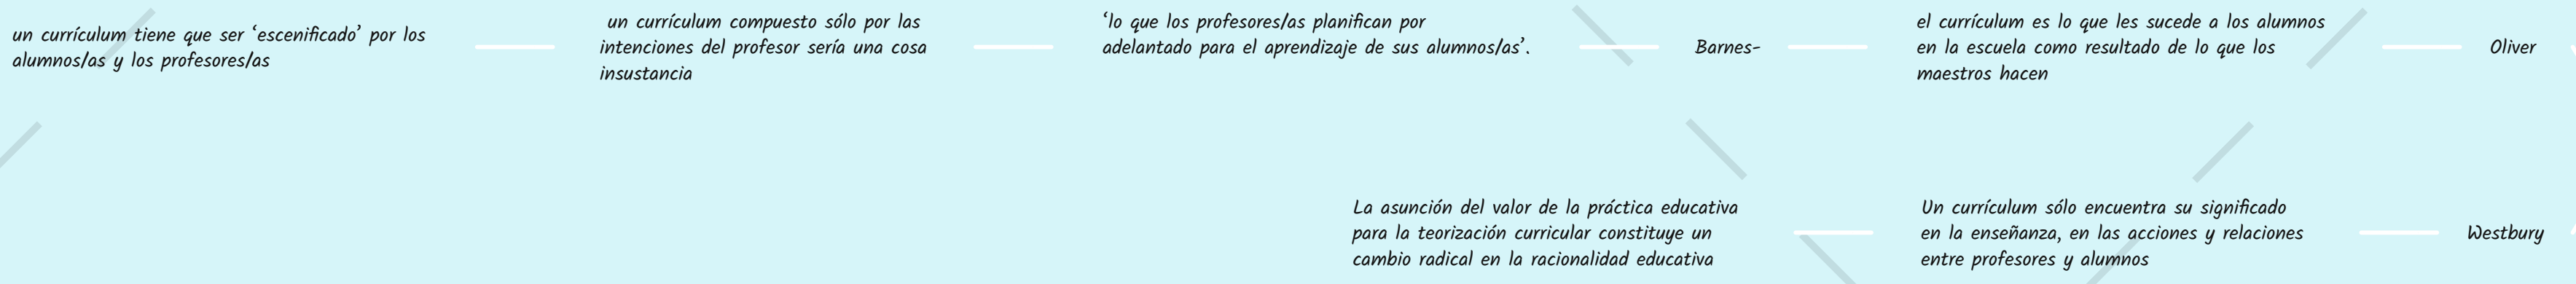 un currículum tiene que ser ‘escenificado’ por los
alumnos/as y los profesores/as
un currículum compuesto sólo por las
intenciones del profesor sería una cosa
insustancia
‘lo que los profesores/as planifican por
adelantado para el aprendizaje de sus alumnos/as’.
Barnes-
el currículum es lo que les sucede a los alumnos
en la escuela como resultado de lo que los
maestros hacen
Oliver
La asunción del valor de la práctica educativa
para la teorización curricular constituye un
cambio radical en la racionalidad educativa
Un currículum sólo encuentra su significado
en la enseñanza, en las acciones y relaciones
entre profesores y alumnos
Westbury